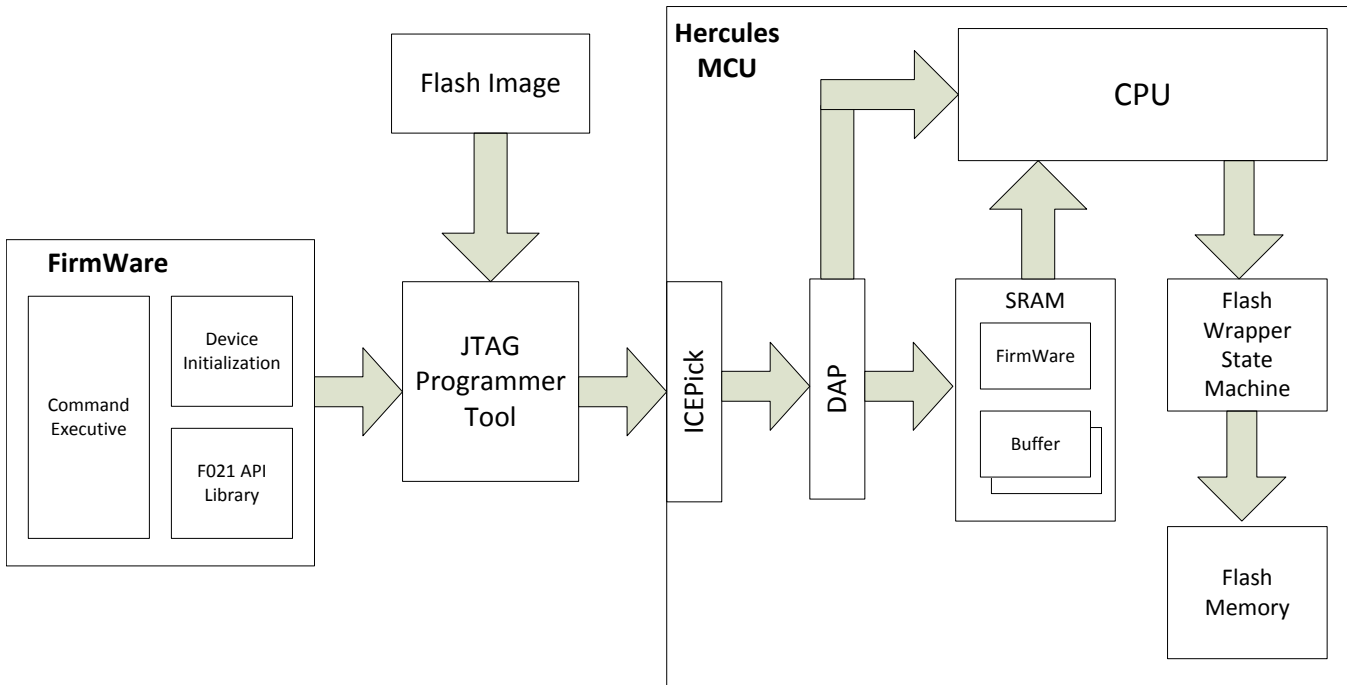 Hercules
MCU
Flash Image
CPU
FirmWare
Command
Executive
Device
Initialization
F021 API
Library
JTAG
Programmer
Tool
ICEPick
DAP
SRAM
FirmWare
Buffer
Flash
Wrapper
State
Machine
Flash
Memory